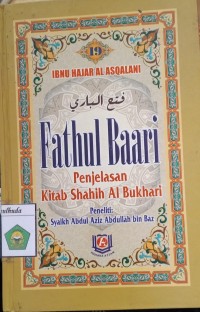 IBNU HAJAR AL ASQALANI
فتح الباري
Fathul Baari
Penjelasan
Kitab Shahih Al Bukhari
Peneliti:
Syaikh Abdul Aziz Abdullah bin Baz